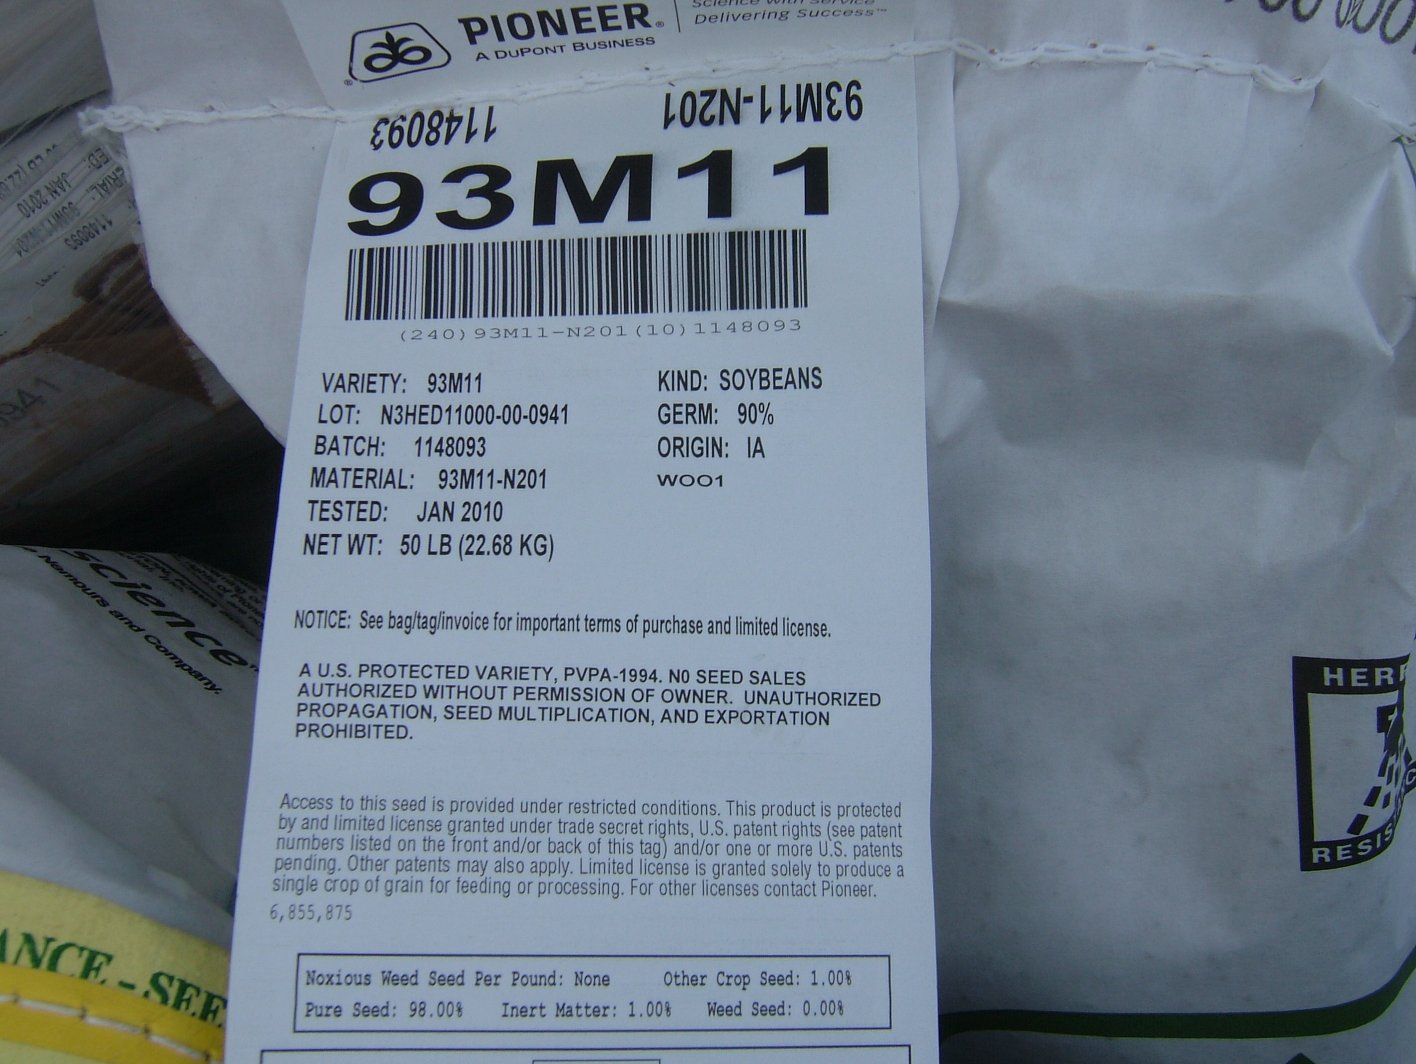 PIONEER®
A DUPONT BUSINESS
Science with Service
Delivering Success™
1148093
93M11-N201
93M11
(240)93M11-N201(10)1148093
VARIETY: 93M11
LOT: N3HED11000-00-0941
BATCH: 1148093
MATERIAL: 93M11-N201
TESTED: JAN 2010
NET WT: 50 LB (22.68 KG)
KIND: SOYBEANS
GERM: 90%
ORIGIN: IA
W001
NOTICE: See bag/tag/invoice for important terms of purchase and limited license.
A U.S. PROTECTED VARIETY, PVPA-1994. NO SEED SALES
AUTHORIZED WITHOUT PERMISSION OF OWNER. UNAUTHORIZED
PROPAGATION, SEED MULTIPLICATION, AND EXPORTATION
PROHIBITED.
Access to this seed is provided under restricted conditions. This product is protected
by and limited license granted under trade secret rights, U.S. patent rights (see patent
numbers listed on the front and/or back of this tag) and/or one or more U.S. patents
pending. Other patents may also apply. Limited license is granted solely to produce a
single crop of grain for feeding or processing. For other licenses contact Pioneer.
6,855,875
Noxious Weed Seed Per Pound: None Other Crop Seed: 1.00%
Pure Seed: 98.00% Inert Matter: 1.00% Weed Seed: 0.00%
JAN 2010
1148093
science™
Nemours and Company.
ANCE - SEE
HER
RESIS